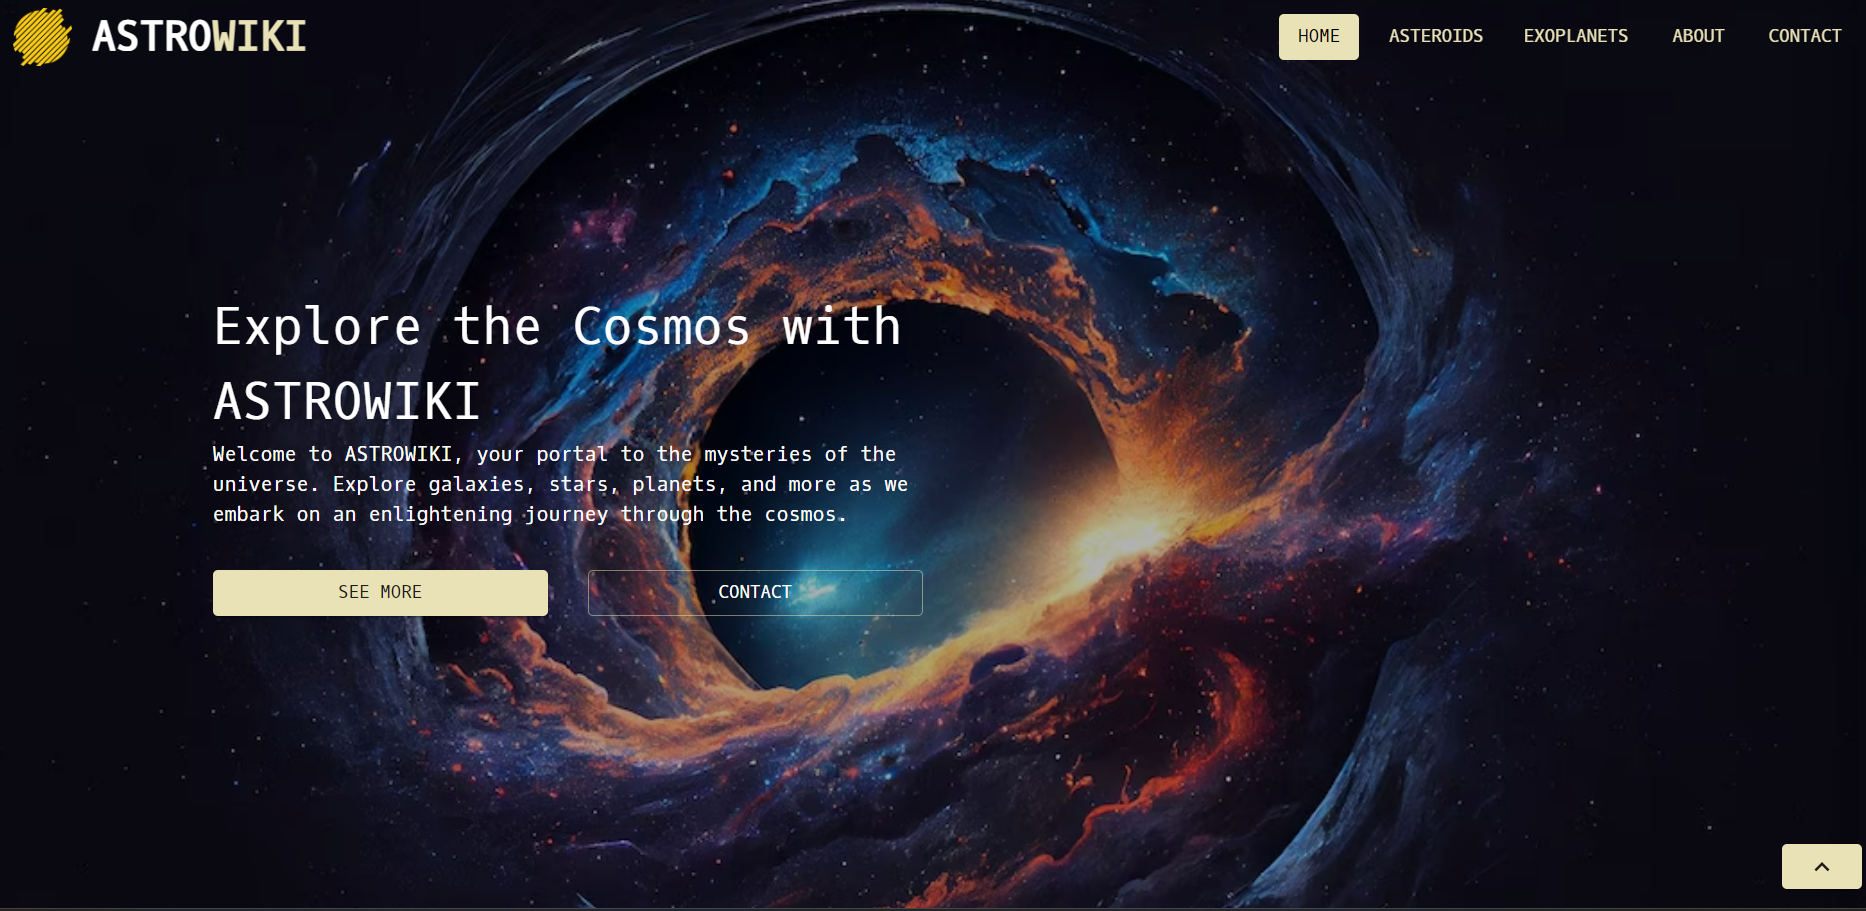 ASTROWIKI
HOME ASTEROIDS EXOPLANETS ABOUT CONTACT
Explore the Cosmos with
ASTROWIKI
Welcome to ASTROWIKI, your portal to the mysteries of the
universe. Explore galaxies, stars, planets, and more as we
embark on an enlightening journey through the cosmos.
SEE MORE CONTACT